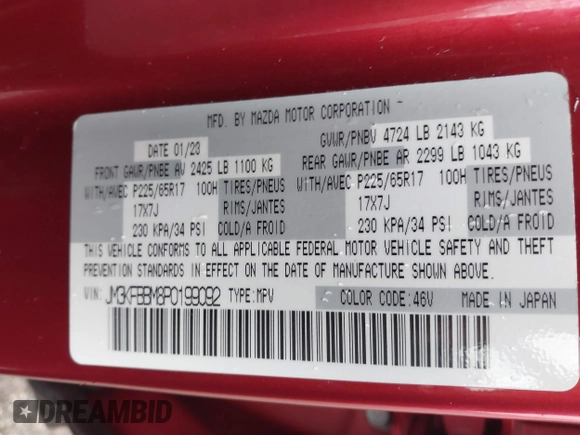 MFD. BY MAZDA MOTOR CORPORATION -
DATE 01/23 GVWR/PNBV 4724 LB 2143 KG
FRONT GAWR/PNBE AV 2425 LB 1100 KG REAR GAWR/PNBE AR 2299 LB 1043 KG
WITH/AVEC P225/65R17 100H TIRES/PNEUS WITH/AVEC P225/65R17 100H TIRES/PNEUS
17X7J RIMS/JANTES 17X7J RIMS/JANTES
230 KPA/34 PSI COLD/A FROID 230 KPA/34 PSI COLD/A FROID
THIS VEHICLE CONFORMS TO ALL APPLICABLE FEDERAL MOTOR VEHICLE SAFETY AND THEFT
PREVENTION STANDARDS IN EFFECT ON THE DATE OF MANUFACTURE SHOWN ABOVE.
VIN: JM3KFBBM8P0199092 TYPE:MPV COLOR CODE:46V MADE IN JAPAN
DREAMBID